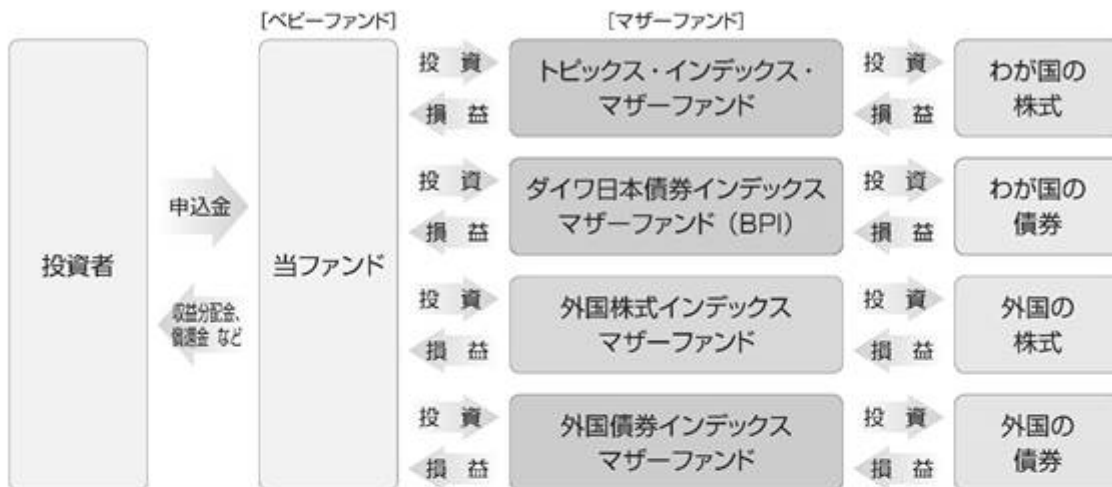 [ベビーファンド]
[マザーファンド]
投資者
申込金
収益分配金、
償還金 など
当ファンド
投 資
損 益
トピックス・インデックス・
マザーファンド
投 資
損 益
わが国の
株式
投 資
損 益
ダイワ日本債券インデックス
マザーファンド（BPI）
投 資
損 益
わが国の
債券
投 資
損 益
外国株式インデックス
マザーファンド
投 資
損 益
外国の
株式
投 資
損 益
外国債券インデックス
マザーファンド
投 資
損 益
外国の
債券